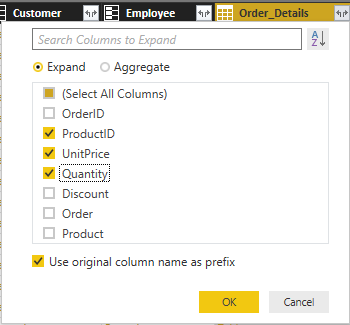 Customer Employee Order_Details
Search Columns to Expand
A
Z
Expand Aggregate
(Select All Columns)
OrderID
ProductID
UnitPrice
Quantity
Discount
Order
Product
Use original column name as prefix
OK Cancel